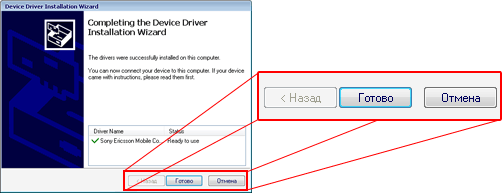 Device Driver Installation Wizard
Completing the Device Driver
Installation Wizard
The drivers were successfully installed on this computer.
You can now connect your device to this computer. If your device
came with instructions, please read them first.
Driver Name Status
Sony Ericsson Mobile Co... Ready to use
< Назад Готово Отмена
< Назад Готово Отмена